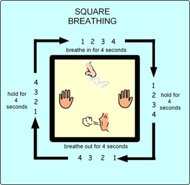 SQUARE
BREATHING
1 2 3 4
breathe in for 4 seconds
4
3
2
1
hold for
4
seconds
1
2
3
4
hold for
4
seconds
breathe out for 4 seconds
4 3 2 1